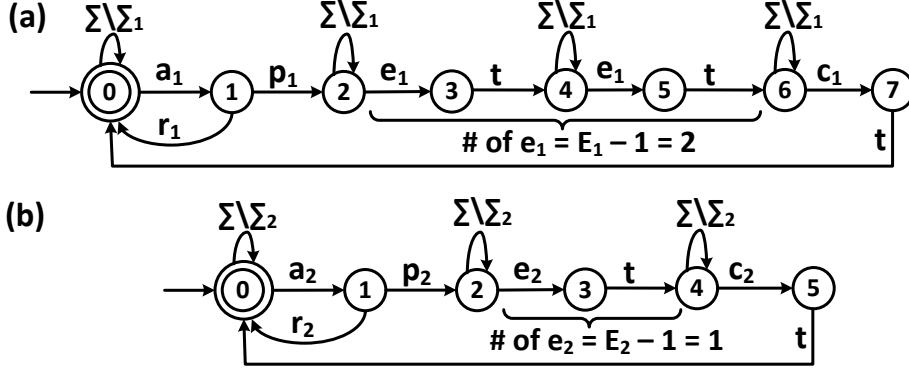 (a)
Σ\Σ₁ Σ\Σ₁ Σ\Σ₁ Σ\Σ₁
0 a₁ 1 p₁ 2 e₁ 3 t 4 e₁ 5 t 6 c₁ 7
r₁ # of e₁ = E₁ – 1 = 2 t
(b)
Σ\Σ₂ Σ\Σ₂ Σ\Σ₂
0 a₂ 1 p₂ 2 e₂ 3 t 4 c₂ 5
r₂ # of e₂ = E₂ – 1 = 1 t